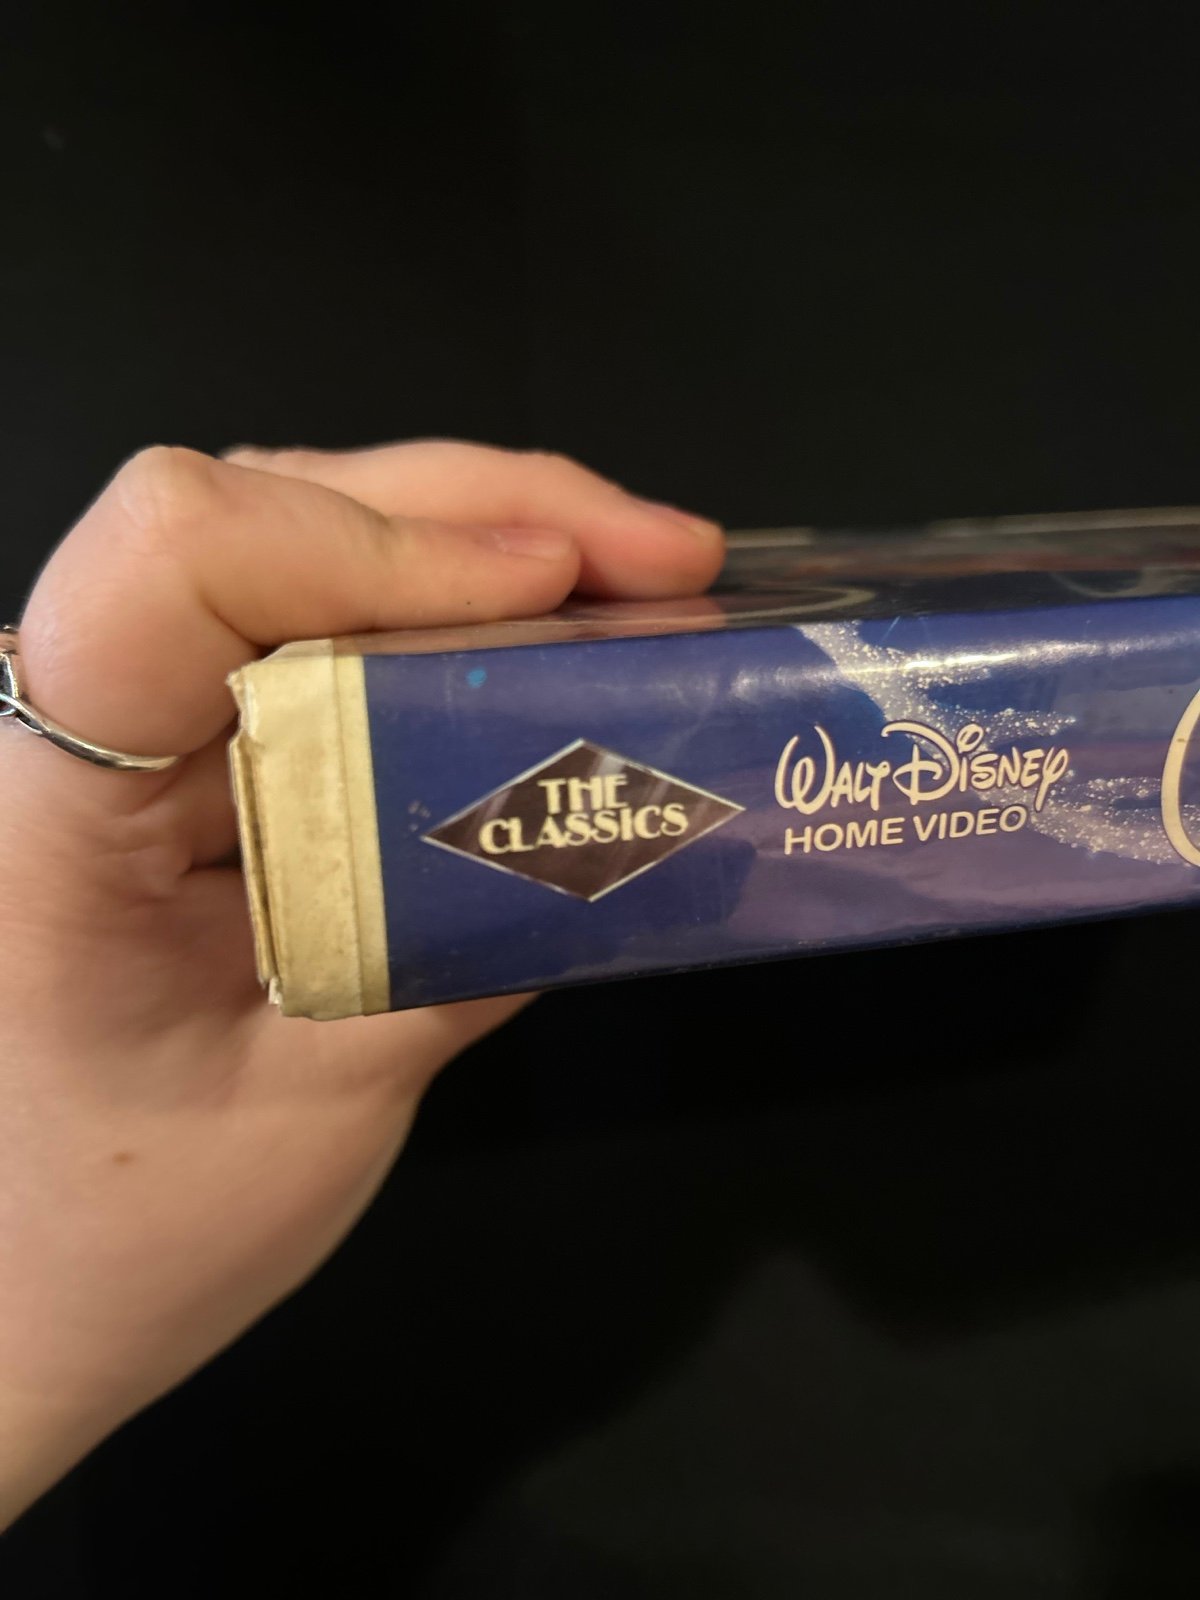 THE
CLASSICS
WALT DISNEY
HOME VIDEO